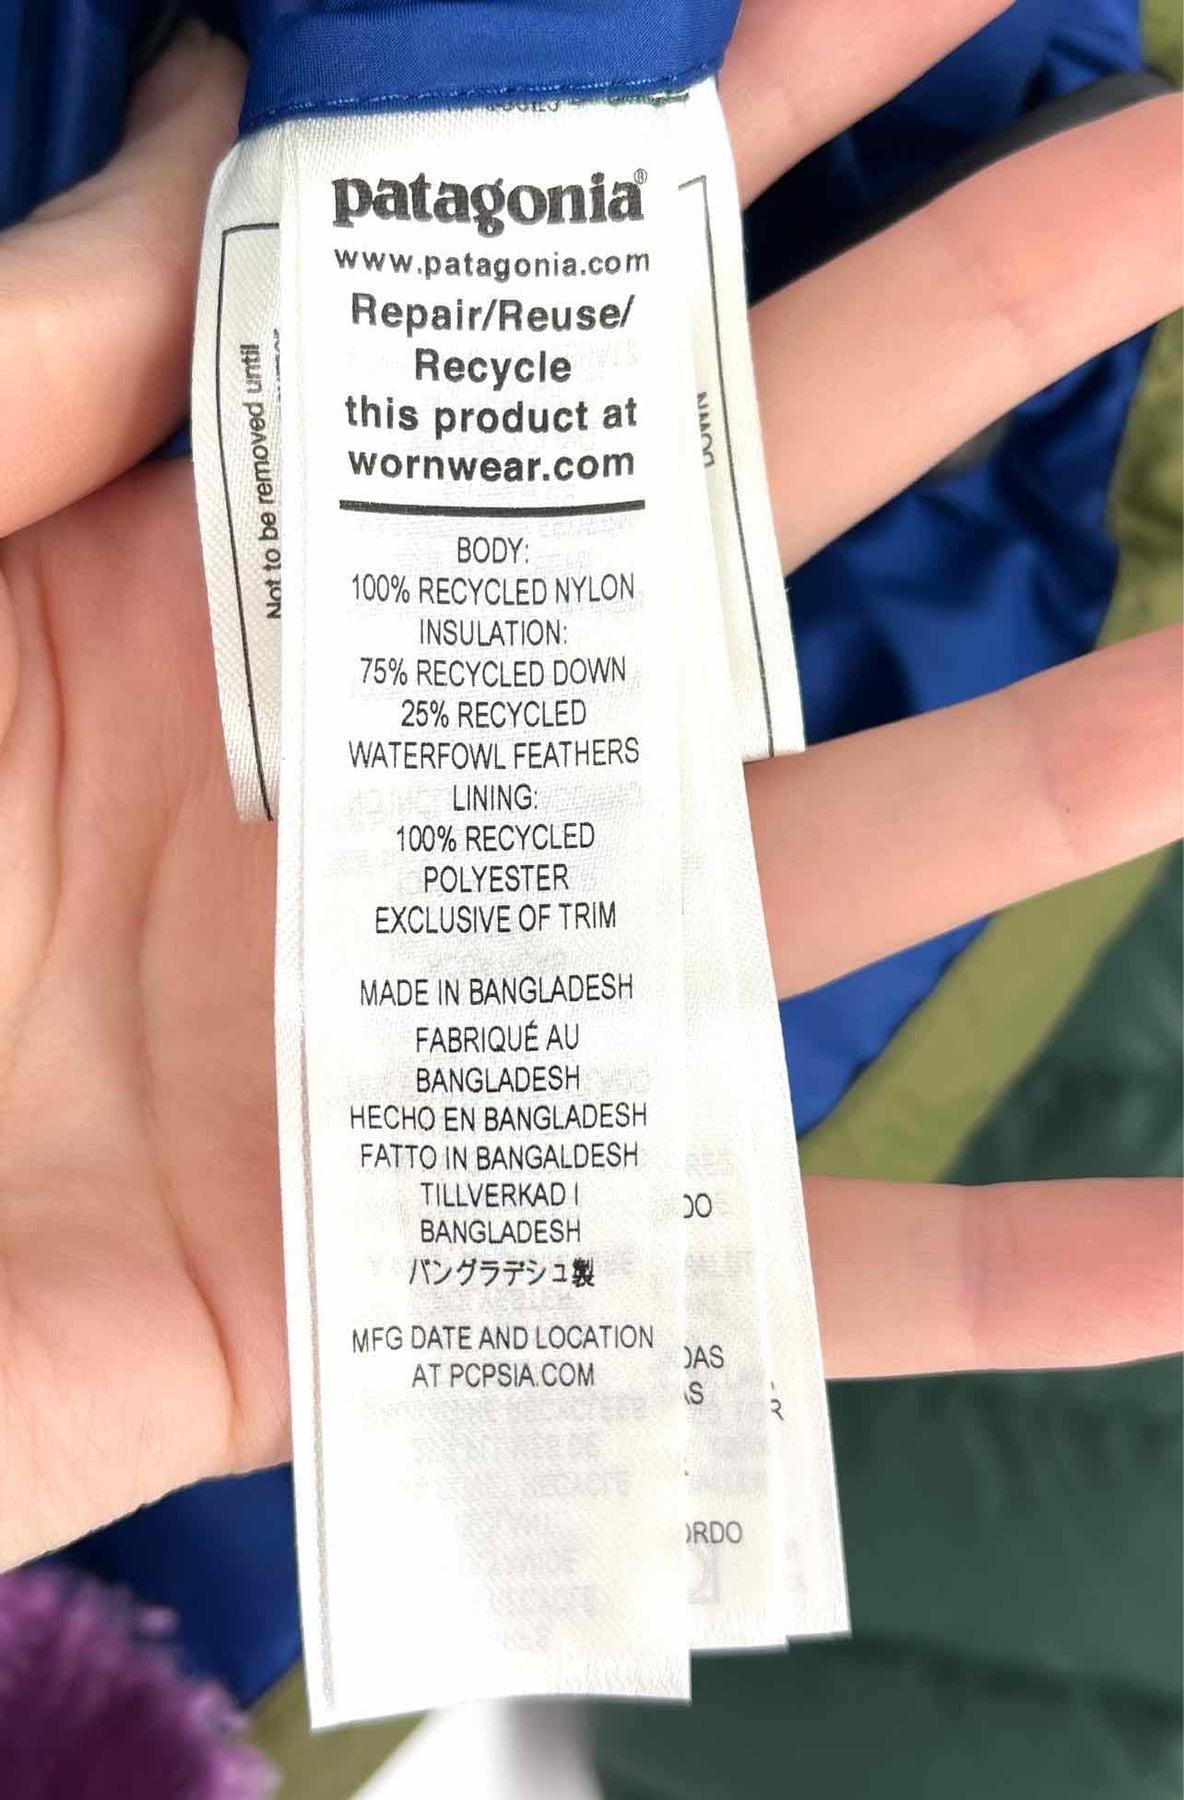 patagonia®
www.patagonia.com
Repair/Reuse/
Recycle
this product at
wornwear.com
BODY:
100% RECYCLED NYLON
INSULATION:
75% RECYCLED DOWN
25% RECYCLED
WATERFOWL FEATHERS
LINING:
100% RECYCLED
POLYESTER
EXCLUSIVE OF TRIM
MADE IN BANGLADESH
FABRIQUÉ AU
BANGLADESH
HECHO EN BANGLADESH
FATTO IN BANGALDESH
TILLVERKAD I
BANGLADESH
バングラデシュ製
MFG DATE AND LOCATION
AT PCPSIA.COM
Not to be removed until
DOWN